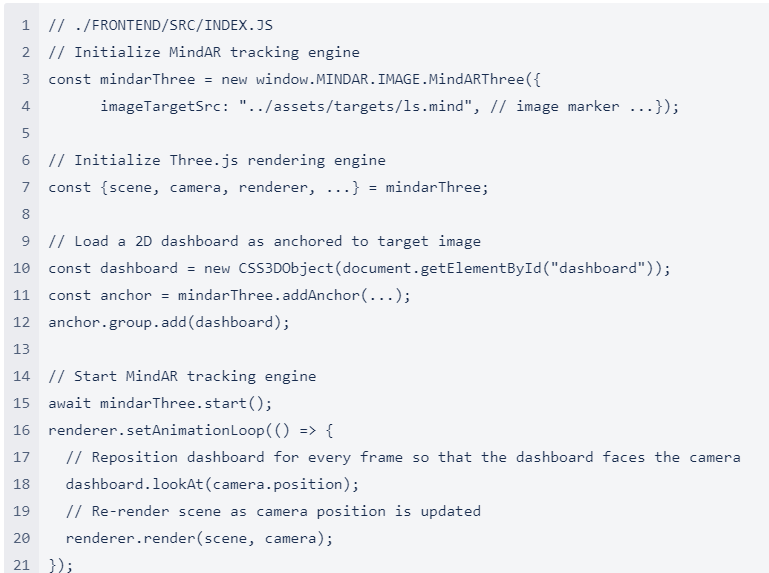 1 // ./FRONTEND/SRC/INDEX.JS
2 // Initialize MindAR tracking engine
3 const mindarThree = new window.MINDAR.IMAGE.MindARThree({
4       imageTargetSrc: "../assets/targets/ls.mind", // image marker ...});
5
6 // Initialize Three.js rendering engine
7 const {scene, camera, renderer, ...} = mindarThree;
8
9 // Load a 2D dashboard as anchored to target image
10 const dashboard = new CSS3DObject(document.getElementById("dashboard"));
11 const anchor = mindarThree.addAnchor(...);
12 anchor.group.add(dashboard);
13
14 // Start MindAR tracking engine
15 await mindarThree.start();
16 renderer.setAnimationLoop(() => {
17   // Reposition dashboard for every frame so that the dashboard faces the camera
18   dashboard.lookAt(camera.position);
19   // Re-render scene as camera position is updated
20   renderer.render(scene, camera);
21 });